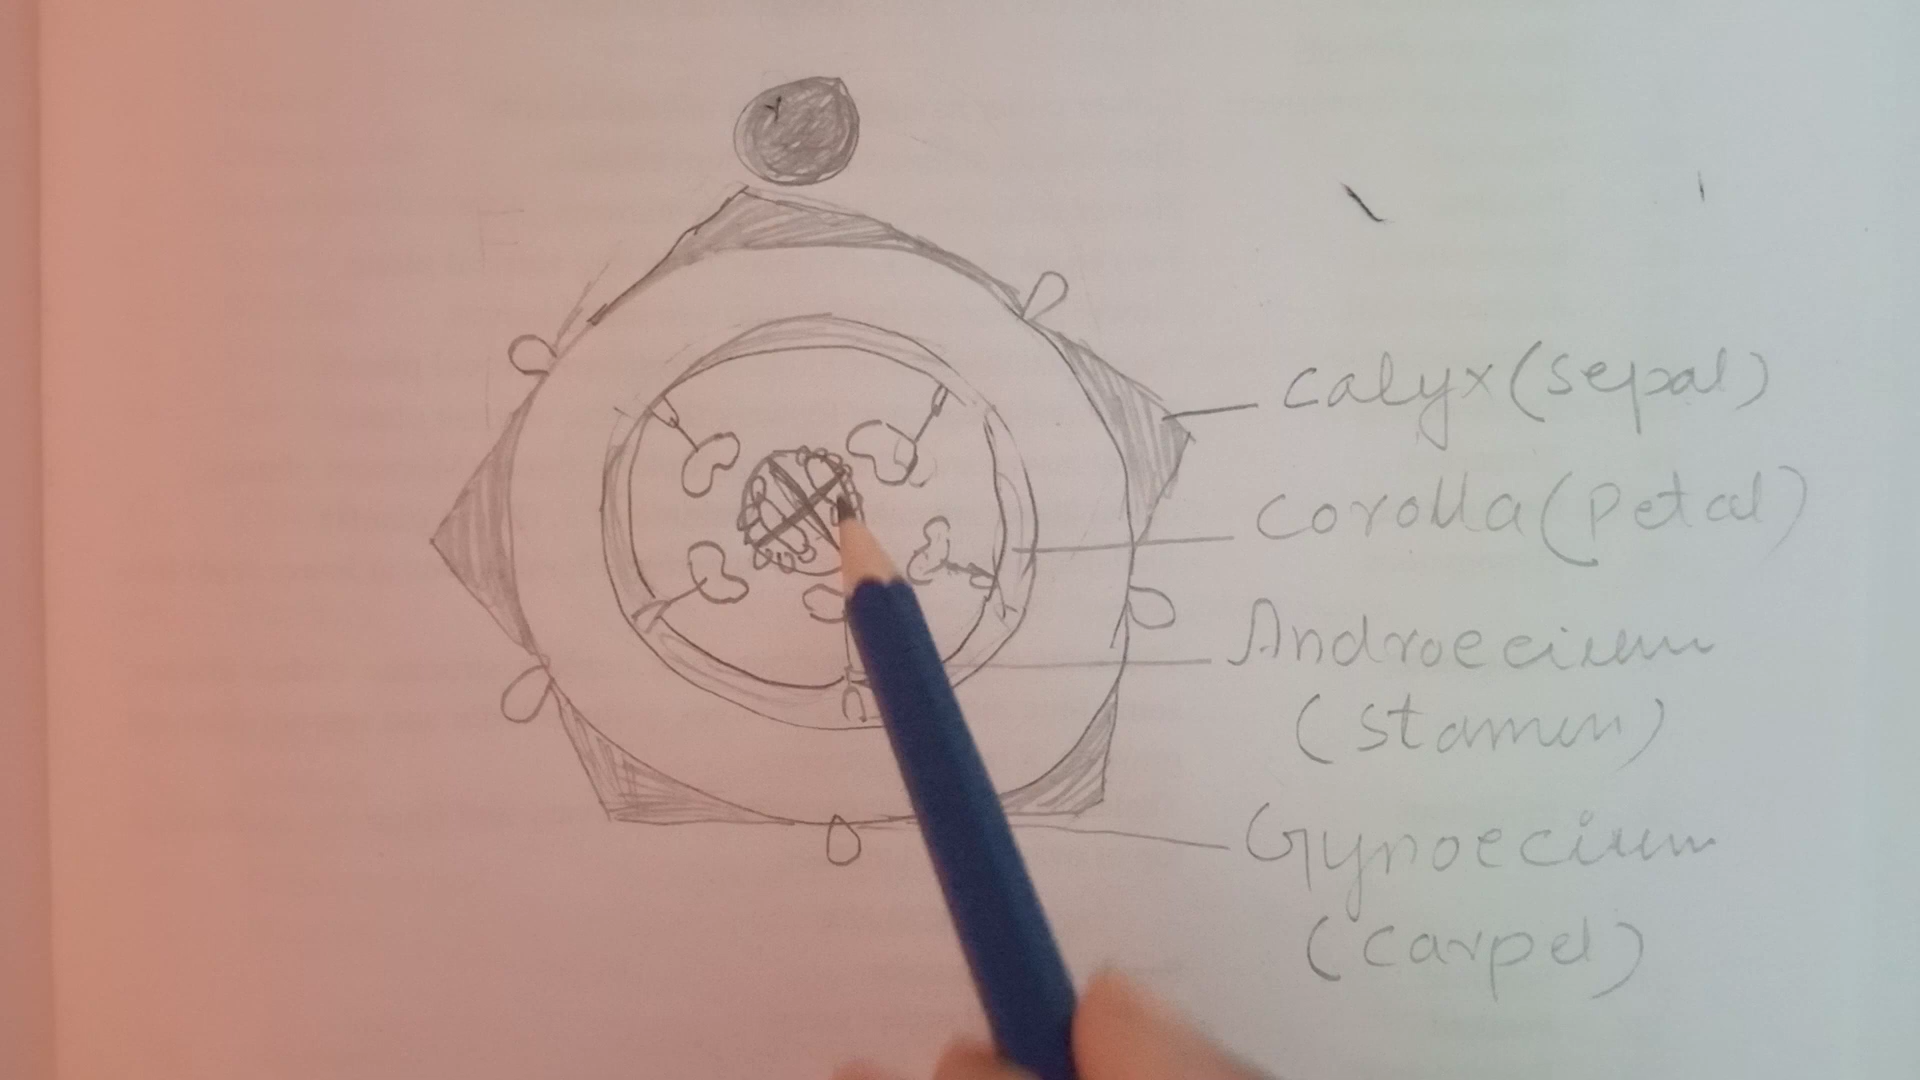 Calyx (Sepal)
Corolla (Petal)
Androecium
(Stamen)
Gynoecium
(Carpel)